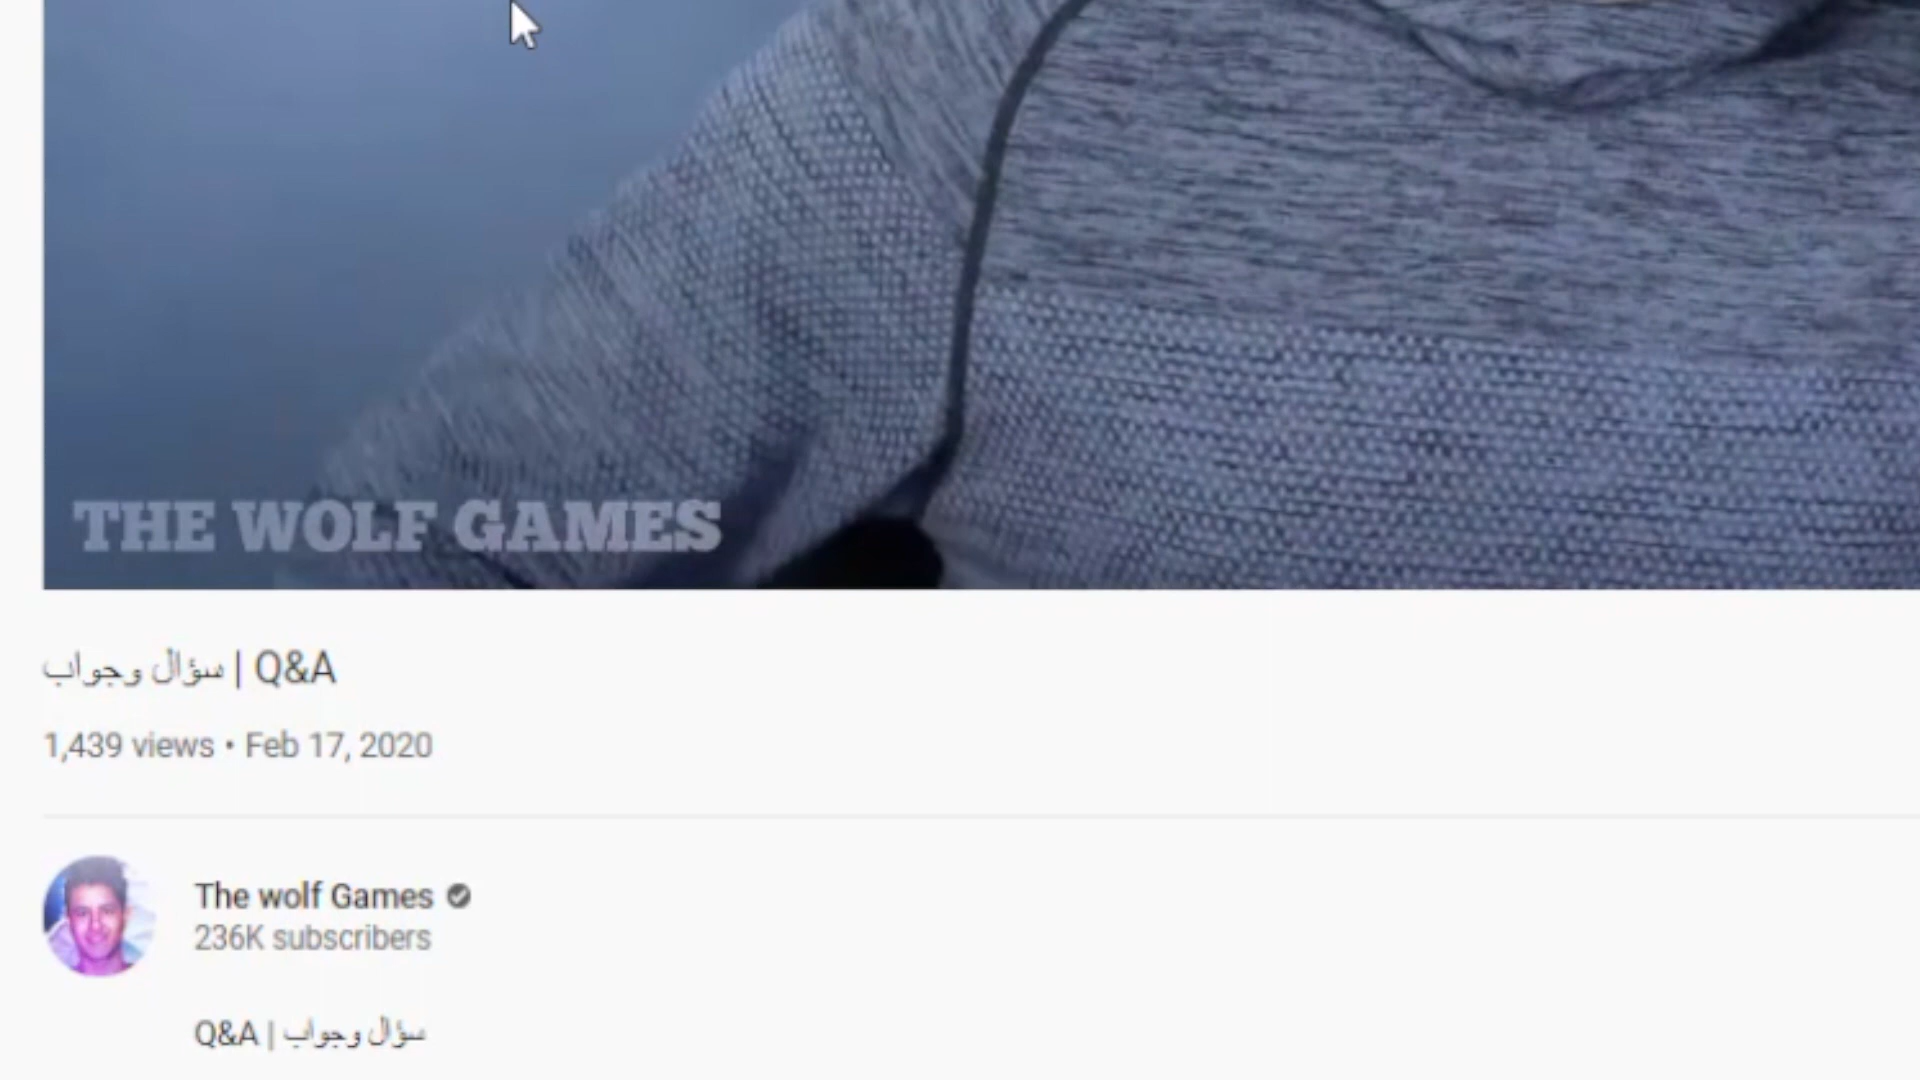 THE WOLF GAMES
سؤال وجواب | Q&A
1,439 views • Feb 17, 2020
The wolf Games
236K subscribers
Q&A | سؤال وجواب